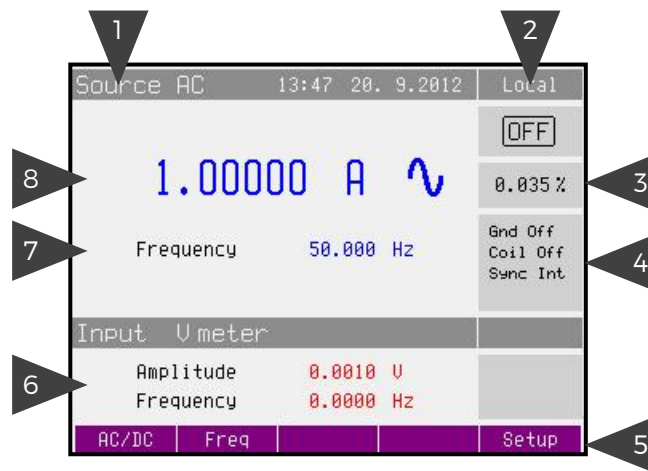 1 2
Source AC 13:47 20. 9.2012 Local
OFF
8 1.00000 A 0.035 % 3
7 Frequency 50.000 Hz
Gnd Off
Coil Off 4
Sync Int
Input V meter
6 Amplitude 0.0010 V
Frequency 0.0000 Hz
AC/DC Freq Setup 5